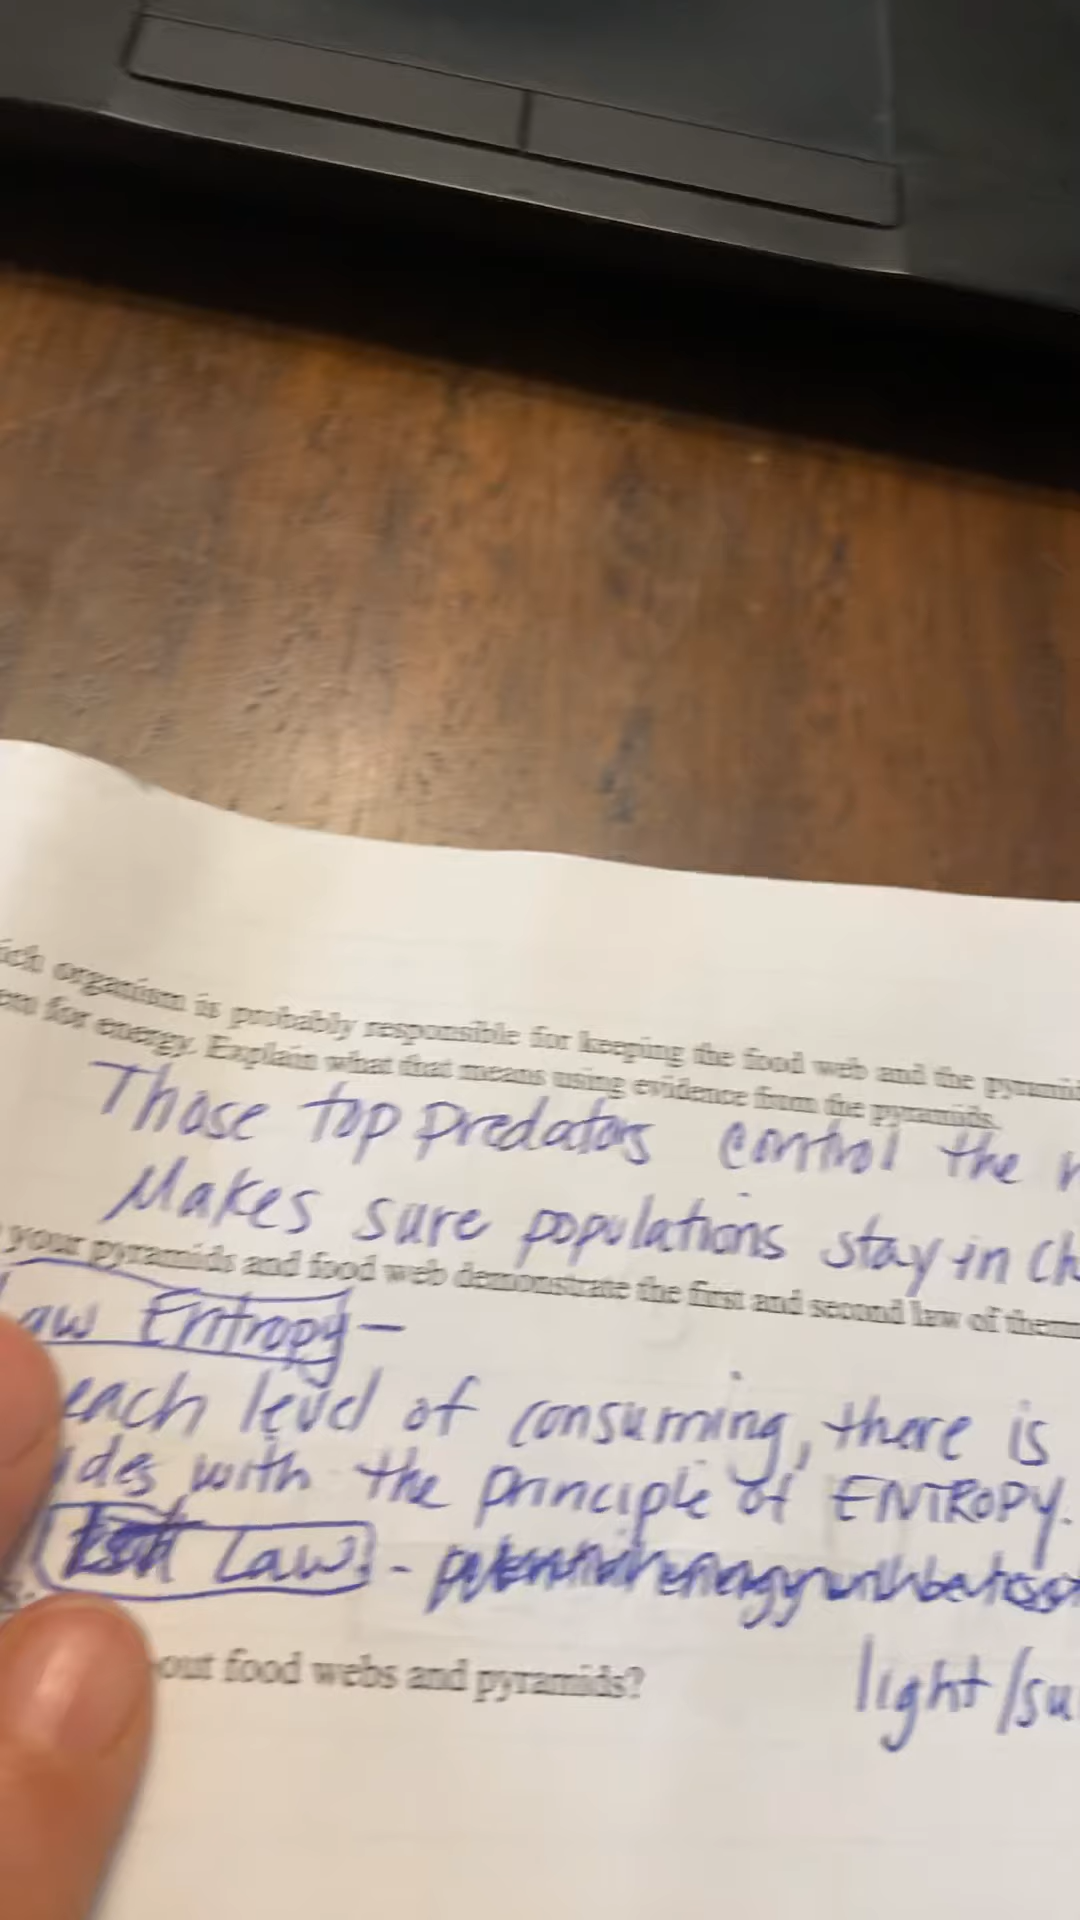 organism is probably responsible for keeping the food web and the
for energy. Explain what that means using evidence from the pyramids.
Those top predators control the
Makes sure populations stay in
your pyramids and food web demonstrate the first and second law of
Entropy—
each level of consuming, there is
with the principle of ENTROPY.
Law. -
food webs and pyramids?
light/su